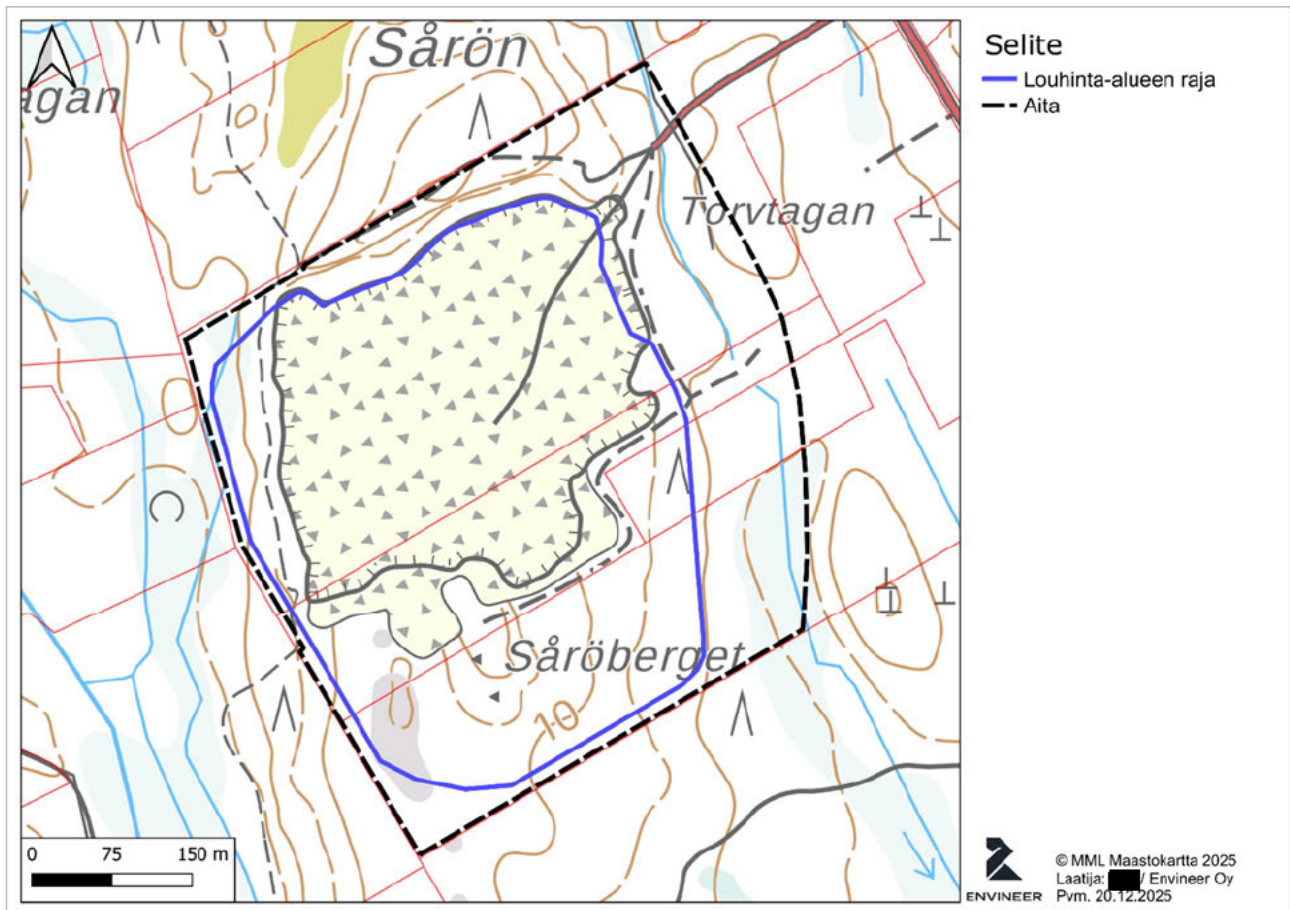 Sårön
agan
Torvtagan
Såröberget
10
0 75 150 m
Selite
Louhinta-alueen raja
Aita
ENVINEER
© MML Maastokartta 2025
Laatija: / Envineer Oy
Pvm. 20.12.2025